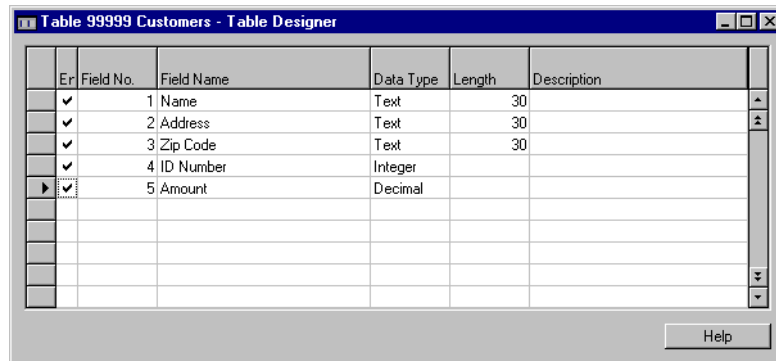 Table 99999 Customers - Table Designer
Er Field No. Field Name Data Type Length Description
1 Name Text 30
2 Address Text 30
3 Zip Code Text 30
4 ID Number Integer
5 Amount Decimal
Help